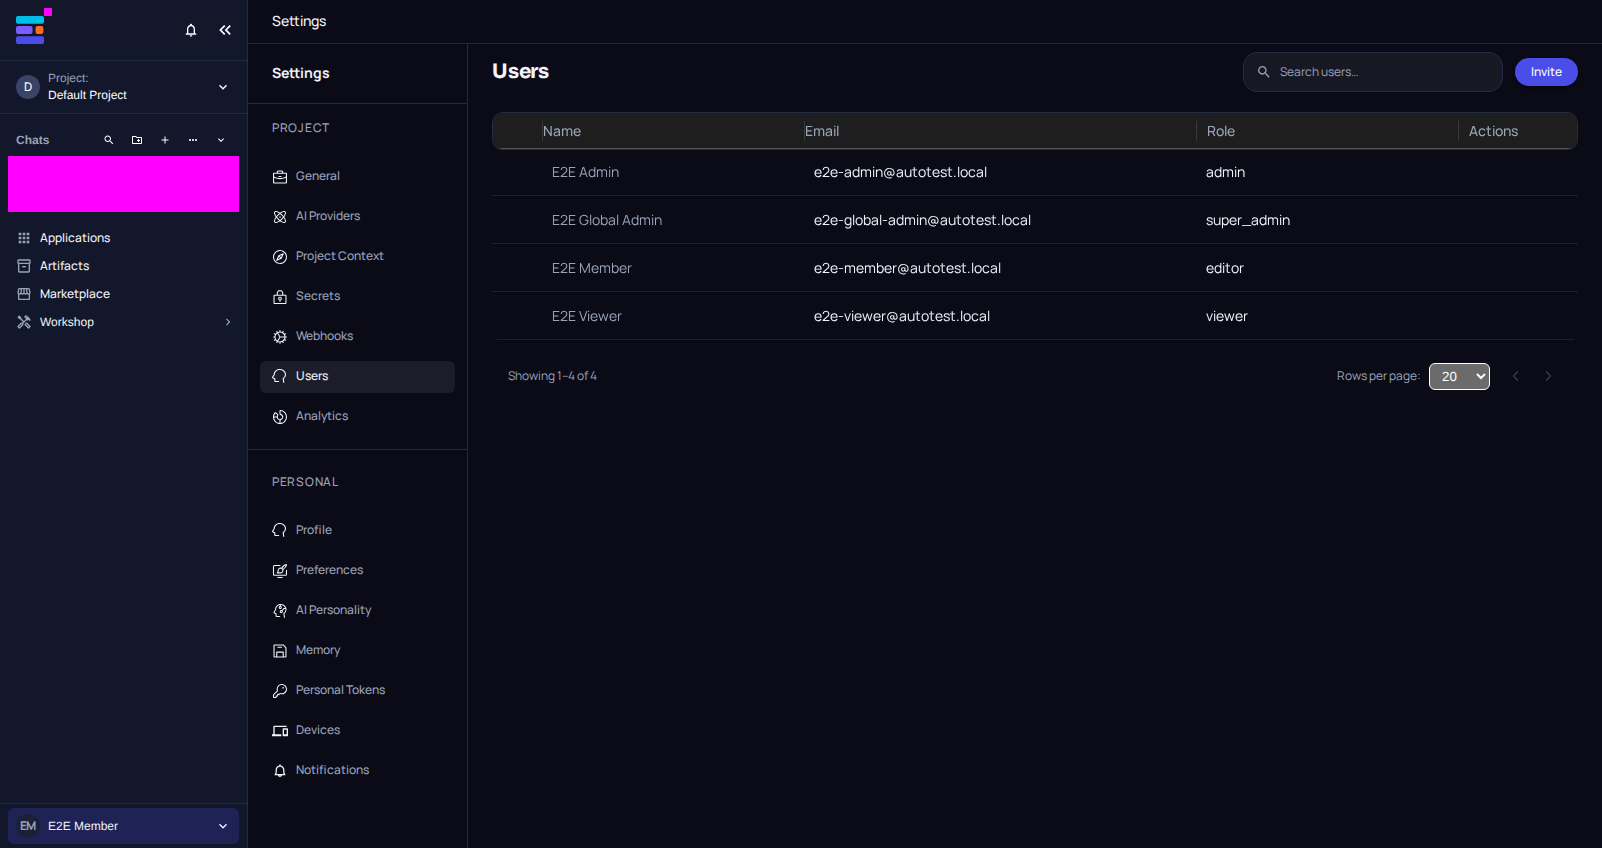 Settings
Project:
D
Default Project
Chats
Applications
Artifacts
Marketplace
Workshop
EM
E2E Member
Settings
PROJECT
General
AI Providers
Project Context
Secrets
Webhooks
Users
Analytics
PERSONAL
Profile
Preferences
AI Personality
Memory
Personal Tokens
Devices
Notifications
Users
Search users...
Invite
Name Email Role Actions
E2E Admin e2e-admin@autotest.local admin
E2E Global Admin e2e-global-admin@autotest.local super_admin
E2E Member e2e-member@autotest.local editor
E2E Viewer e2e-viewer@autotest.local viewer
Showing 1–4 of 4 Rows per page: 20